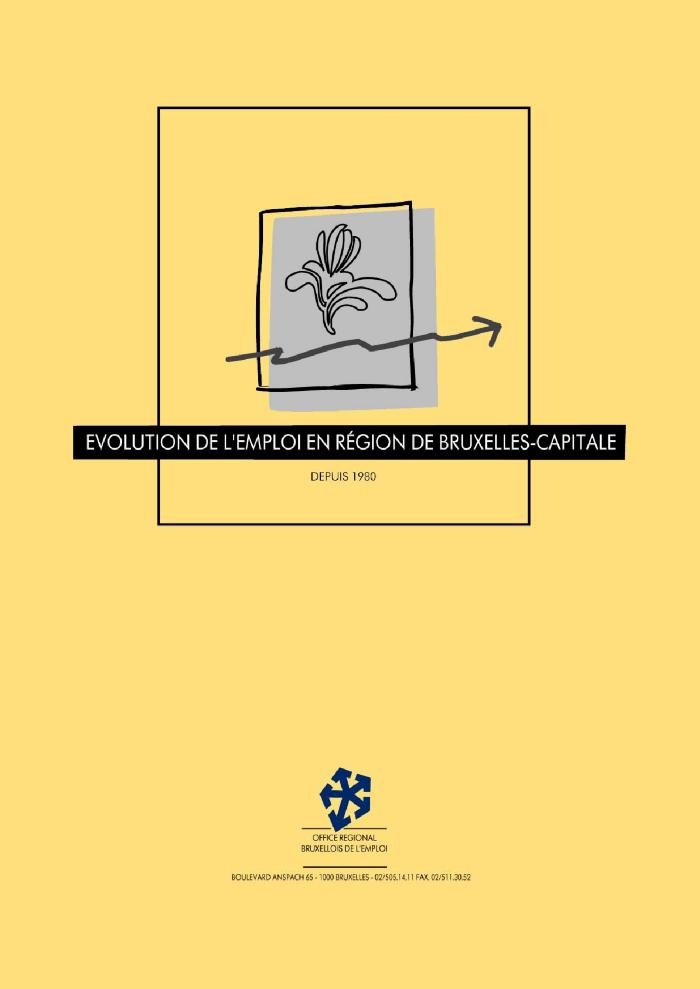 EVOLUTION DE L'EMPLOI EN RÉGION DE BRUXELLES-CAPITALE
DEPUIS 1980
OFFICE REGIONAL
BRUXELLOIS DE L'EMPLOI
BOULEVARD ANSPACH 65 - 1000 BRUXELLES - 02/505.14.11 FAX. 02/511.30.52